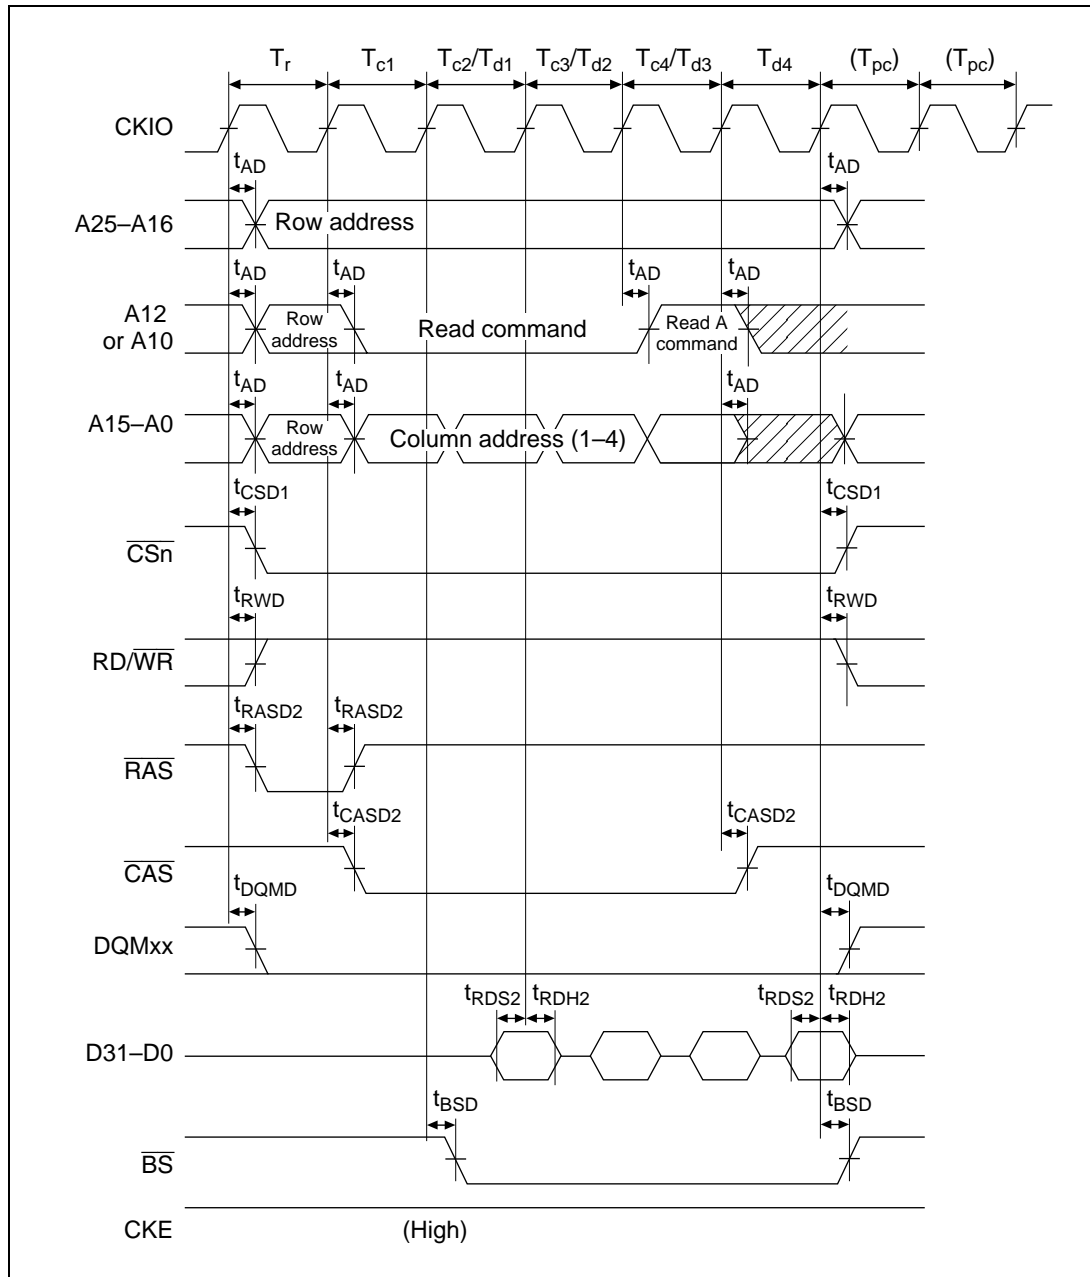 Tr Tc1 Tc2/Td1 Tc3/Td2 Tc4/Td3 Td4 (Tpc) (Tpc)
CKIO
tAD tAD
A25–A16 Row address
tAD tAD tAD tAD
A12 or A10
Row address
Read command
Read A command
tAD tAD tAD
A15–A0
Row address
Column address (1–4)
tCSD1 tCSD1
CSn
tRWD tRWD
RD/WR
tRASD2 tRASD2
RAS
tCASD2 tCASD2
CAS
tDQMD tDQMD
DQMxx
tRDS2 tRDH2 tRDS2 tRDH2
D31–D0
tBSD tBSD
BS
CKE (High)